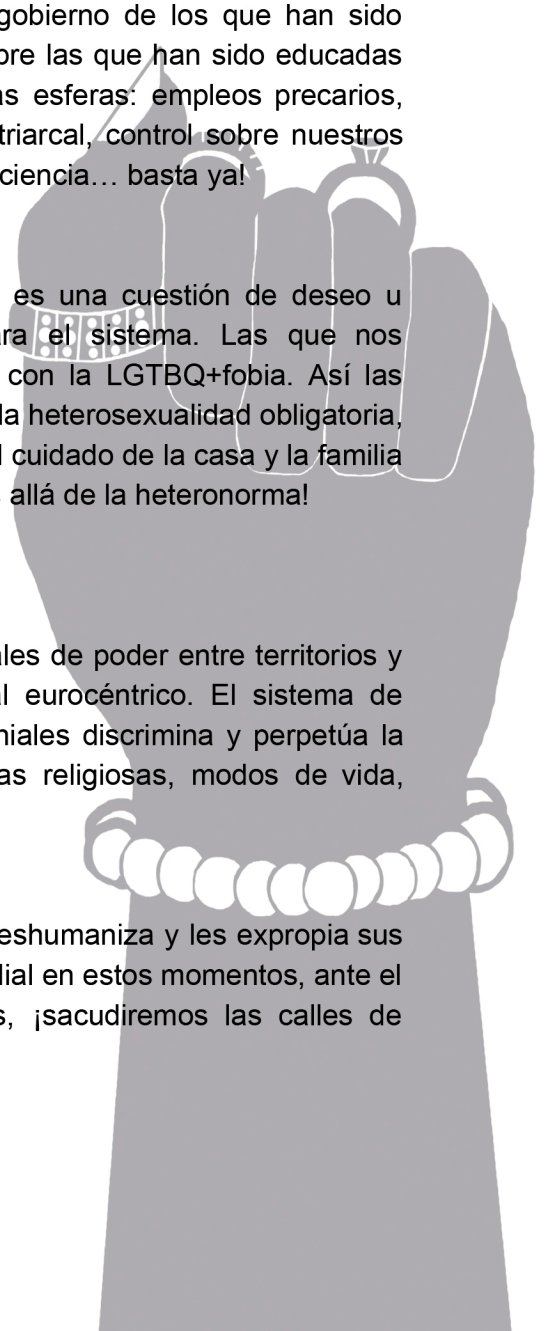 gobierno de los que han sido
bre las que han sido educadas
as esferas: empleos precarios,
triarcal, control sobre nuestros
ciencia… basta ya!
es una cuestión de deseo u
ara el sistema. Las que nos
con la LGTBQ+fobia. Así las
la heterosexualidad obligatoria,
l cuidado de la casa y la familia
allá de la heteronorma!
ales de poder entre territorios y
al eurocéntrico. El sistema de
niales discrimina y perpetúa la
as religiosas, modos de vida,
eshumaniza y les expropia sus
dial en estos momentos, ante el
s, ¡sacudiremos las calles de